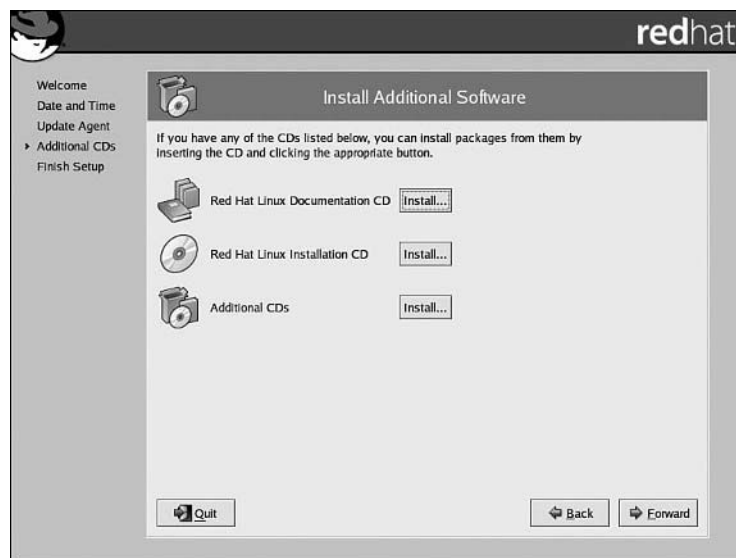 redhat
Welcome
Date and Time
Update Agent
Additional CDs
Finish Setup
Install Additional Software
If you have any of the CDs listed below, you can install packages from them by
inserting the CD and clicking the appropriate button.
Red Hat Linux Documentation CD Install...
Red Hat Linux Installation CD Install...
Additional CDs Install...
Quit Back Forward